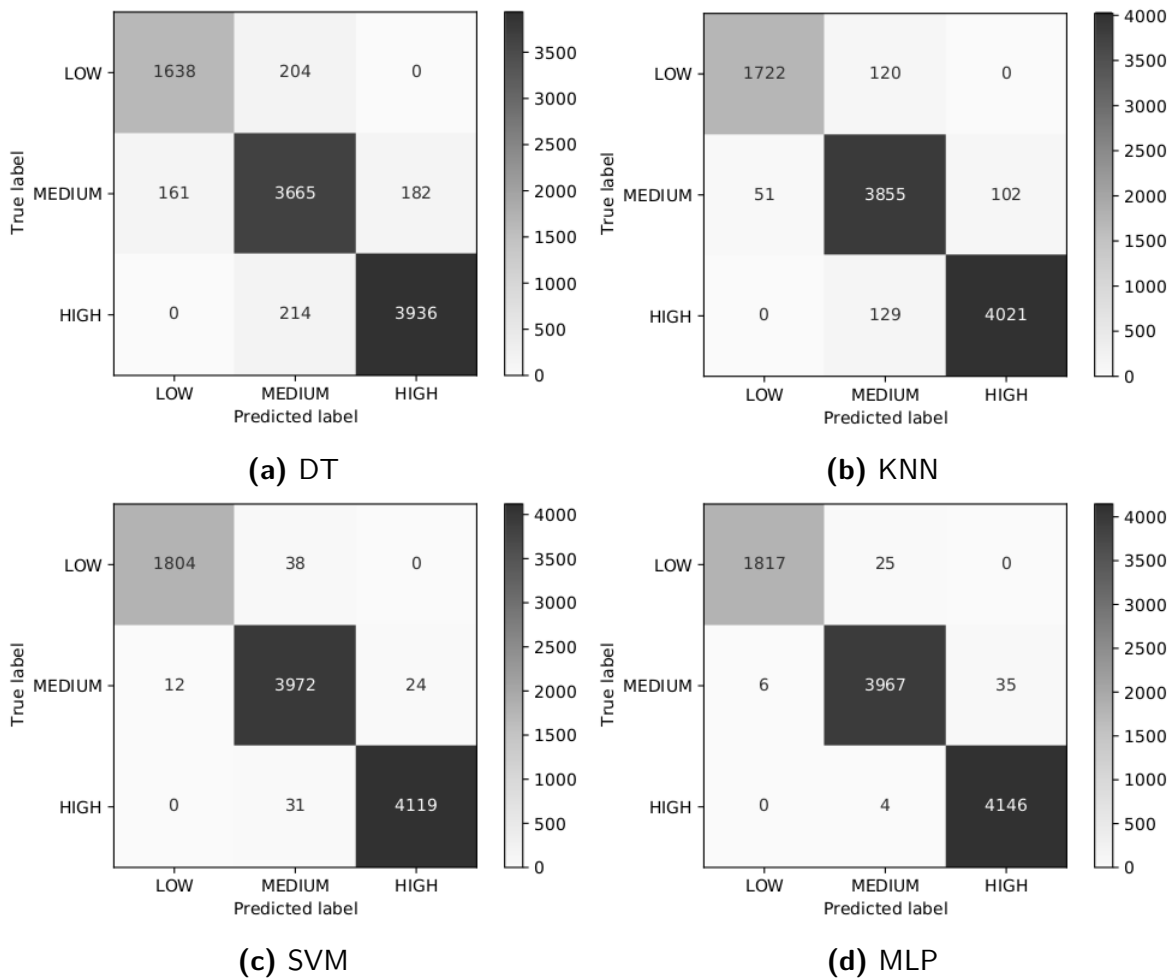 LOW 1638 204 0
MEDIUM 161 3665 182
HIGH 0 214 3936
LOW MEDIUM HIGH
Predicted label
True label
3500
3000
2500
2000
1500
1000
500
0
(a) DT
LOW 1722 120 0
MEDIUM 51 3855 102
HIGH 0 129 4021
LOW MEDIUM HIGH
Predicted label
True label
4000
3500
3000
2500
2000
1500
1000
500
0
(b) KNN
LOW 1804 38 0
MEDIUM 12 3972 24
HIGH 0 31 4119
LOW MEDIUM HIGH
Predicted label
True label
4000
3500
3000
2500
2000
1500
1000
500
0
(c) SVM
LOW 1817 25 0
MEDIUM 6 3967 35
HIGH 0 4 4146
LOW MEDIUM HIGH
Predicted label
True label
4000
3500
3000
2500
2000
1500
1000
500
0
(d) MLP